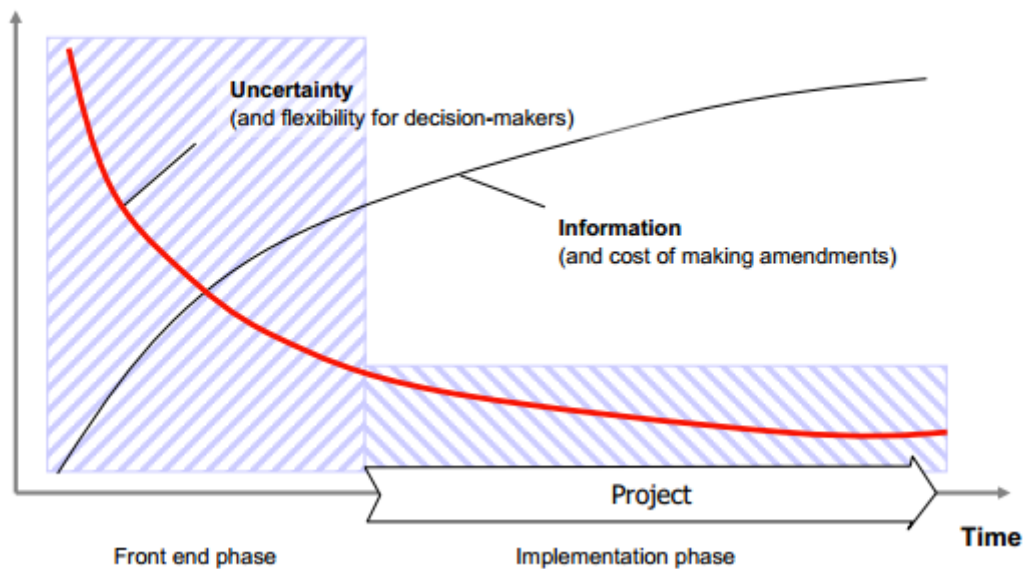 Uncertainty
(and flexibility for decision-makers)
Information
(and cost of making amendments)
Project
Time
Front end phase
Implementation phase